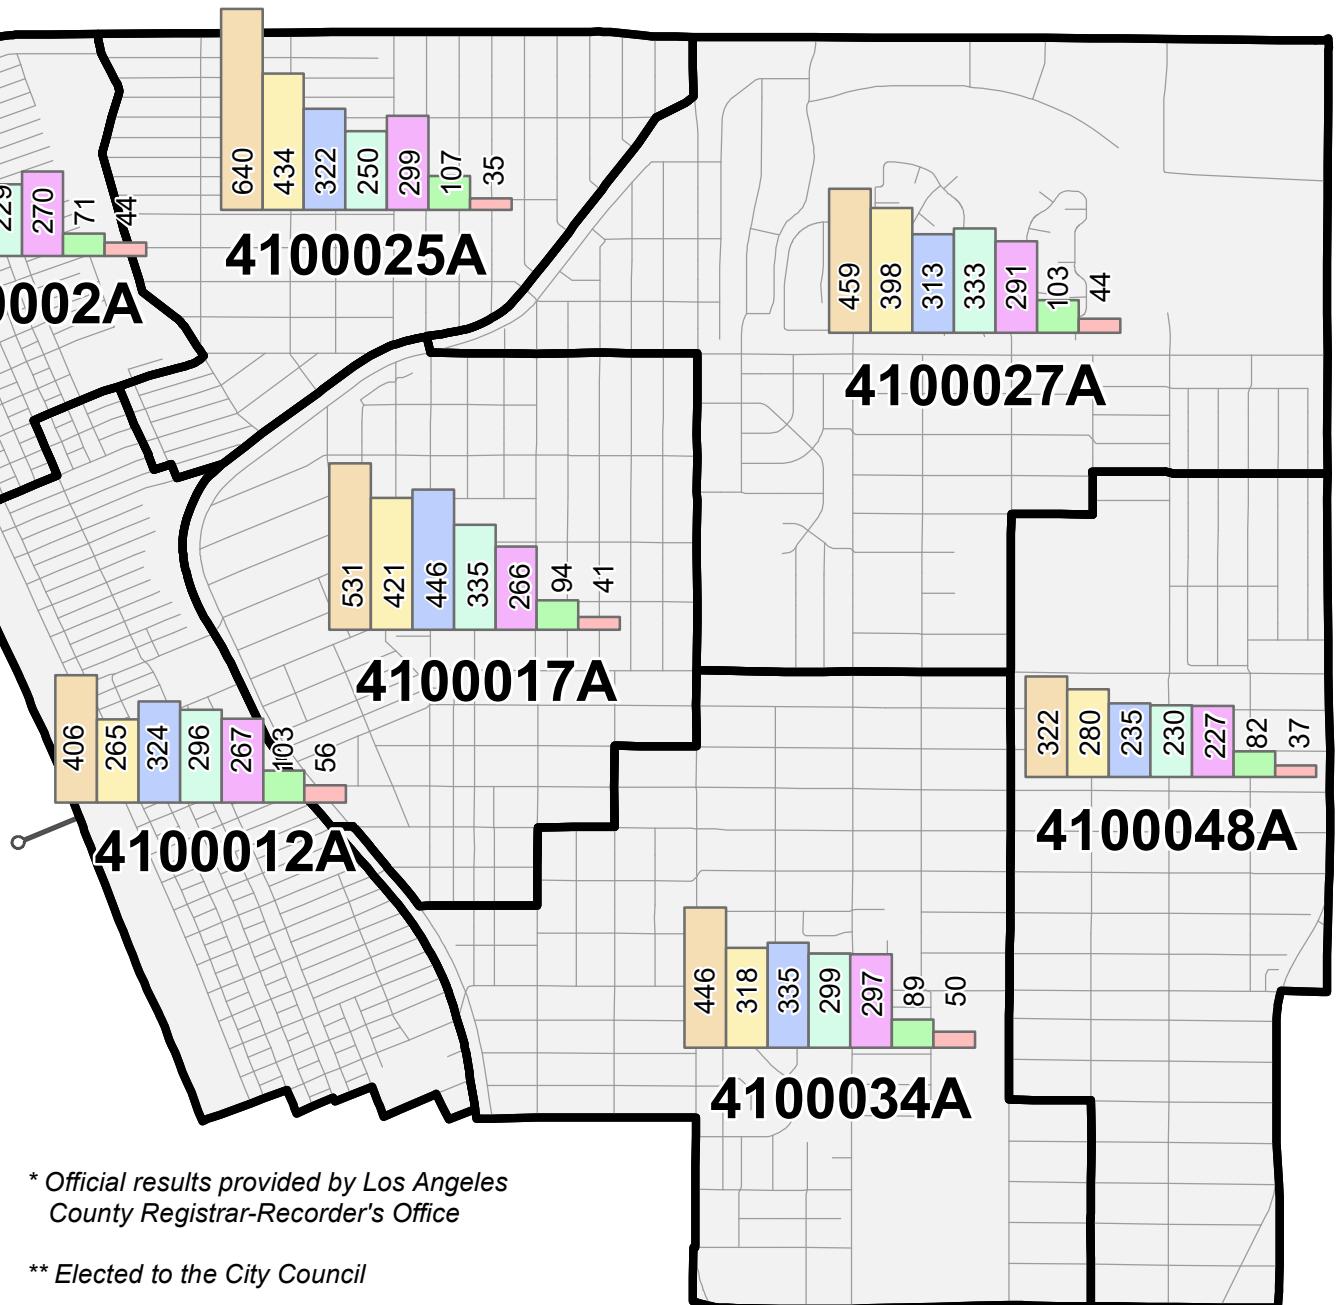 640 434 322 250 299 107 35
4100025A
229 270 71 44
0002A
459 398 313 333 291 103 44
4100027A
531 421 446 335 266 94 41
4100017A
406 265 324 296 267 103 56
4100012A
322 280 235 230 227 82 37
4100048A
446 318 335 299 297 89 50
4100034A
* Official results provided by Los Angeles
County Registrar-Recorder's Office
** Elected to the City Council